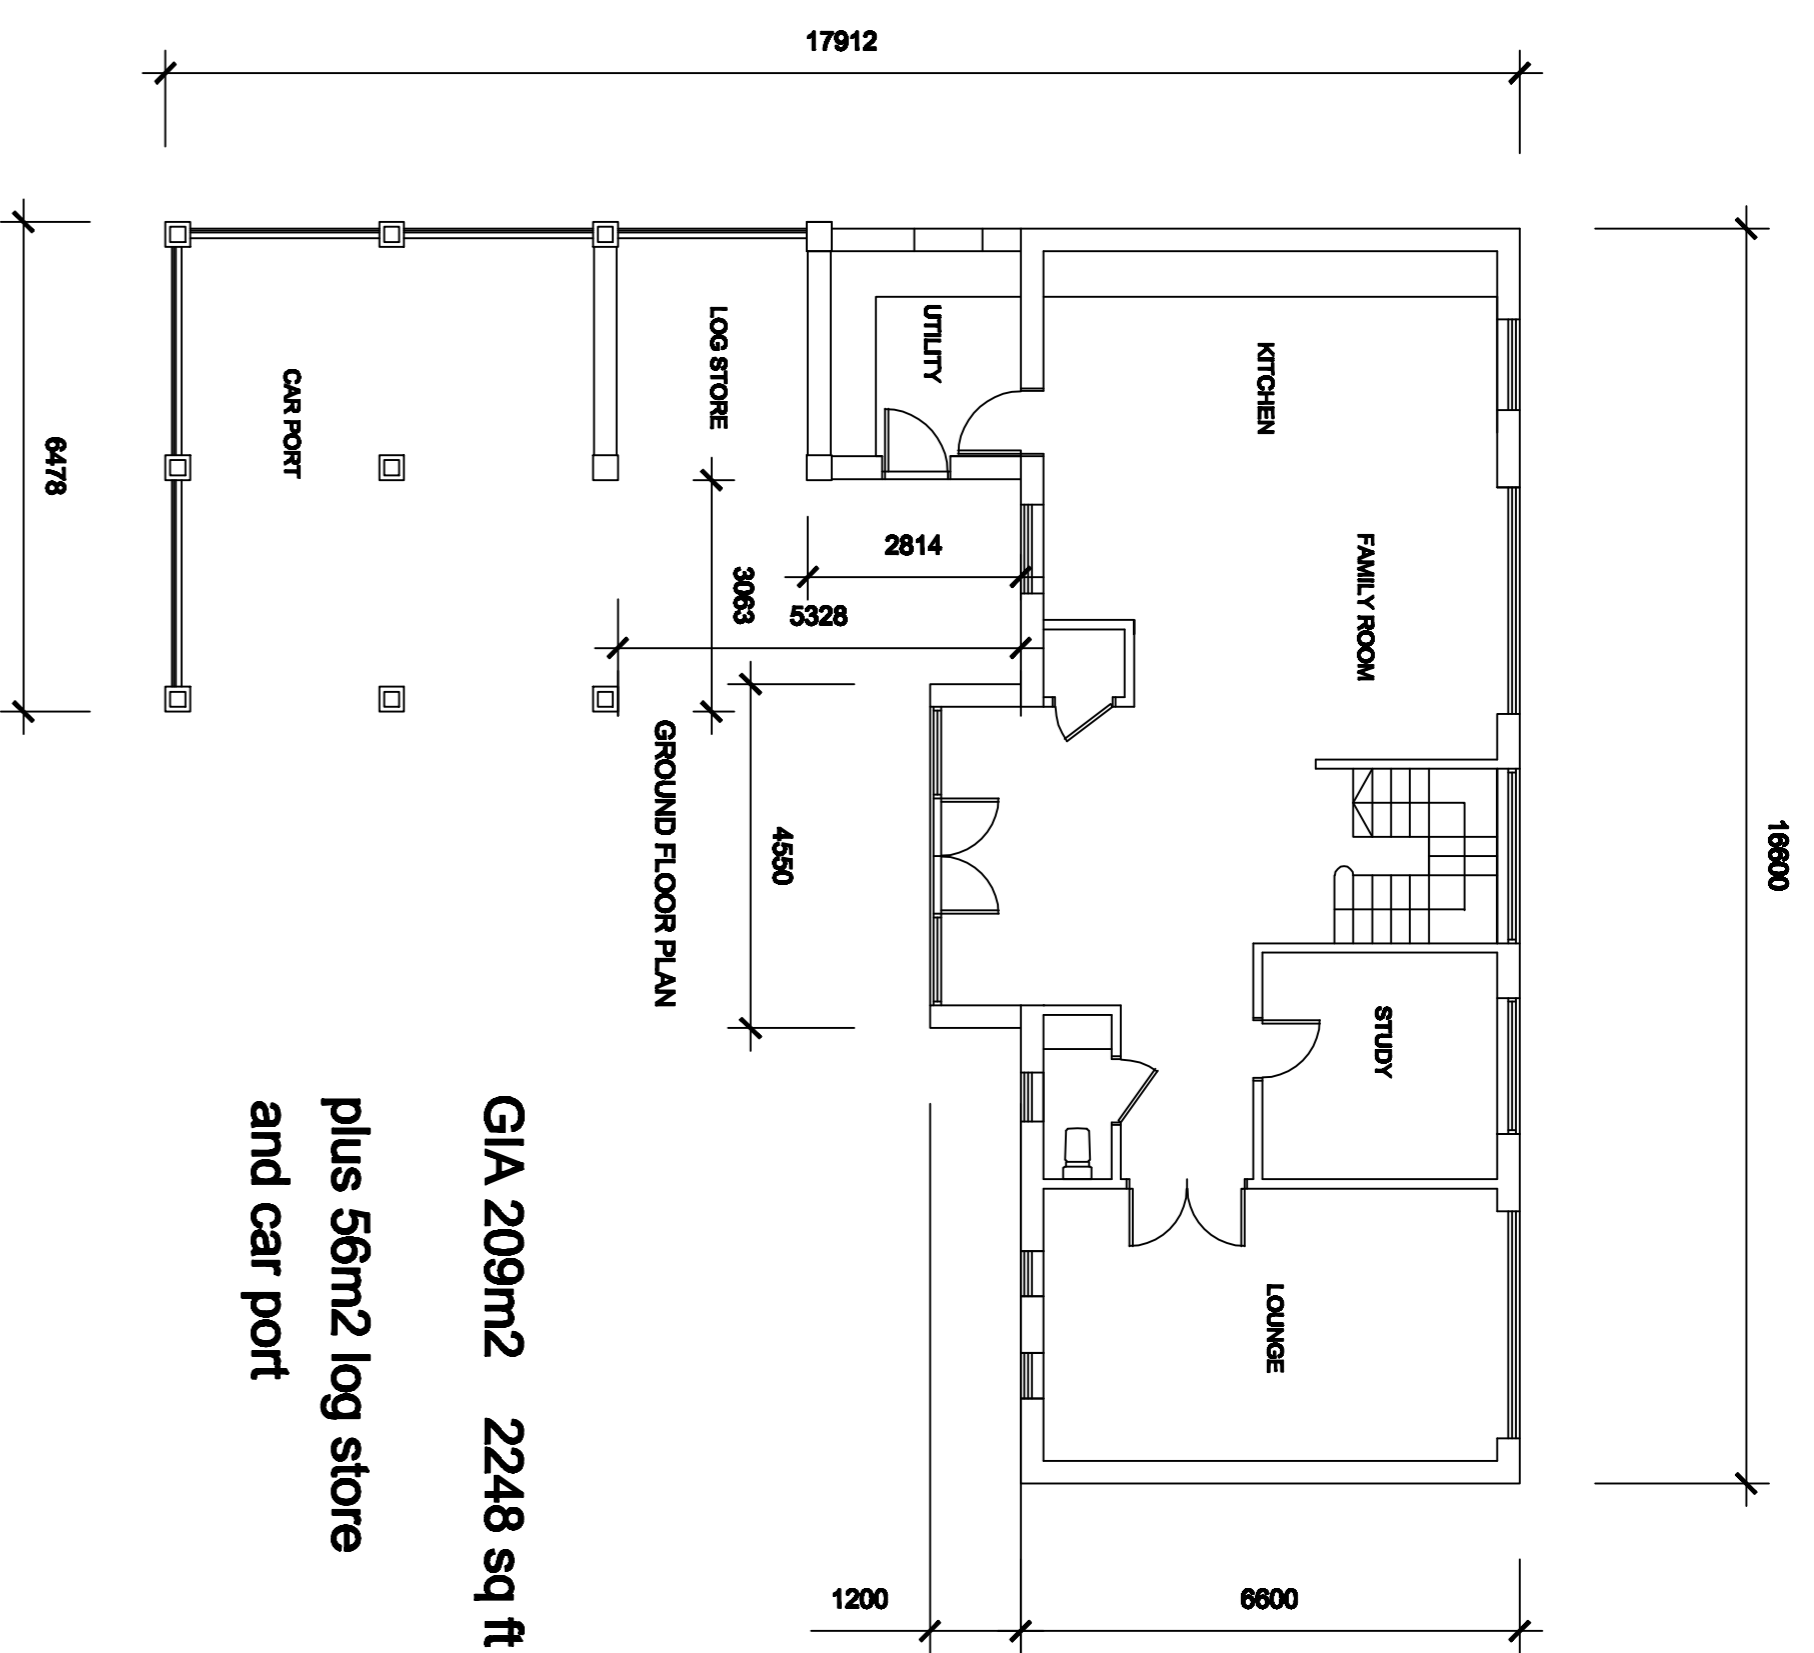 17912
16600
6478
CAR PORT
LOG STORE
UTILITY
KITCHEN
FAMILY ROOM
2814
3063
5328
4550
GROUND FLOOR PLAN
STUDY
LOUNGE
1200
6600
GIA 209m2 2248 sq ft
plus 56m2 log store
and car port